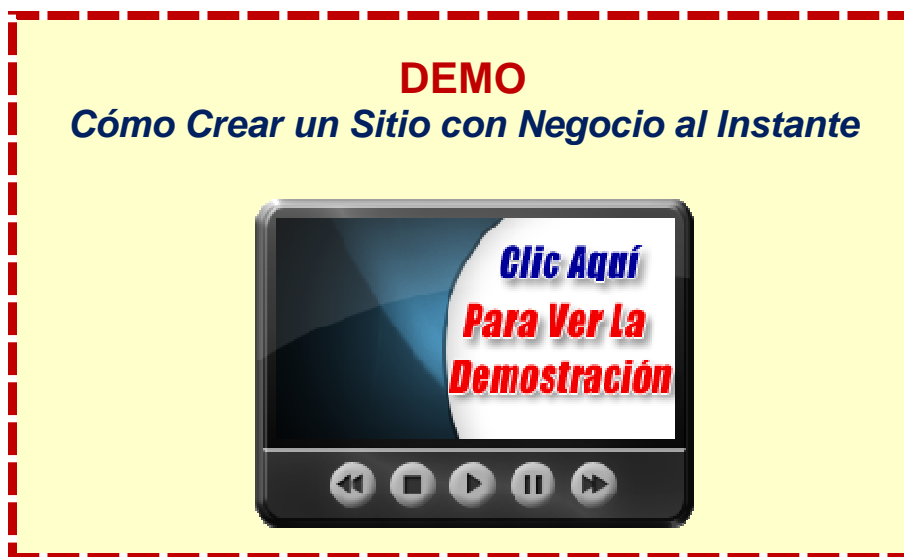 DEMO
Cómo Crear un Sitio con Negocio al Instante
Clic Aquí
Para Ver La
Demostración